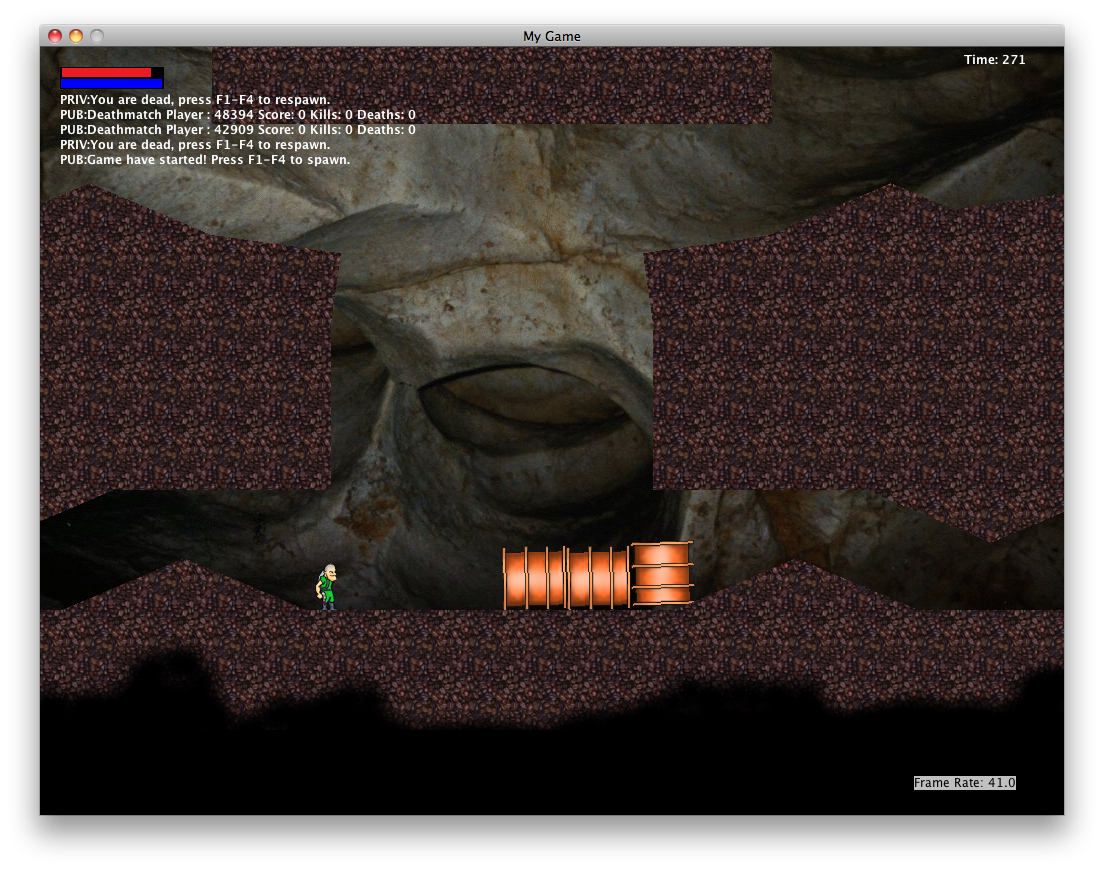 My Game
Time: 271
PRIV:You are dead, press F1-F4 to respawn.
PUB:Deathmatch Player : 48394 Score: 0 Kills: 0 Deaths: 0
PUB:Deathmatch Player : 42909 Score: 0 Kills: 0 Deaths: 0
PRIV:You are dead, press F1-F4 to respawn.
PUB:Game have started! Press F1-F4 to spawn.
Frame Rate: 41.0